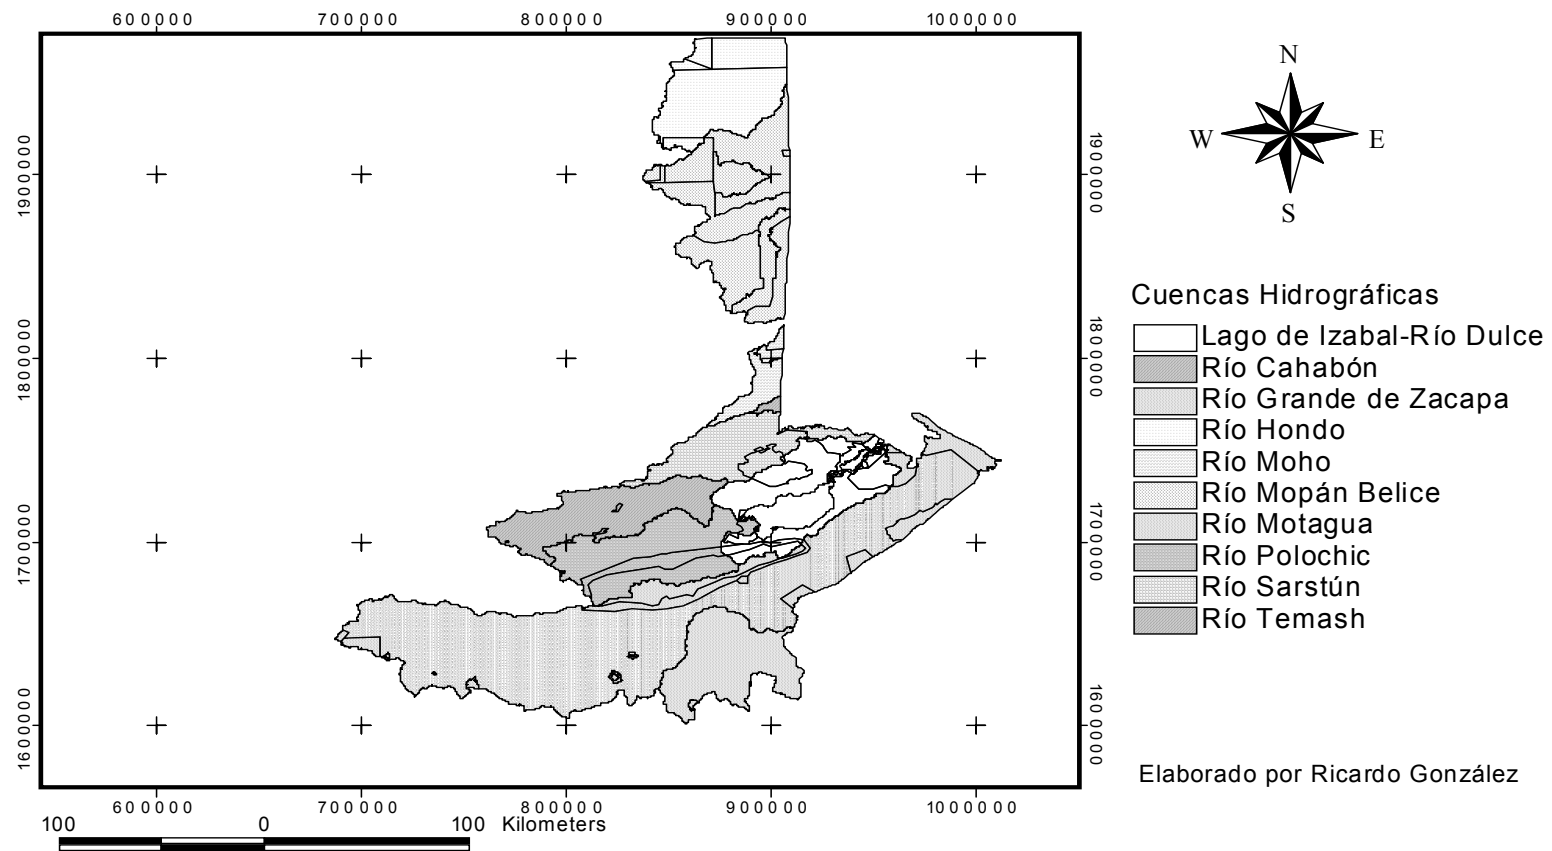 600000 700000 800000 900000 1000000
N
W E
S
1900000 1900000
1800000 1800000
1700000 1700000
1600000 1600000
Cuencas Hidrográficas
Lago de Izabal-Río Dulce
Río Cahabón
Río Grande de Zacapa
Río Hondo
Río Moho
Río Mopán Belice
Río Motagua
Río Polochic
Río Sarstún
Río Temash
Elaborado por Ricardo González
600000 700000 800000 900000 1000000
100 0 100 Kilometers